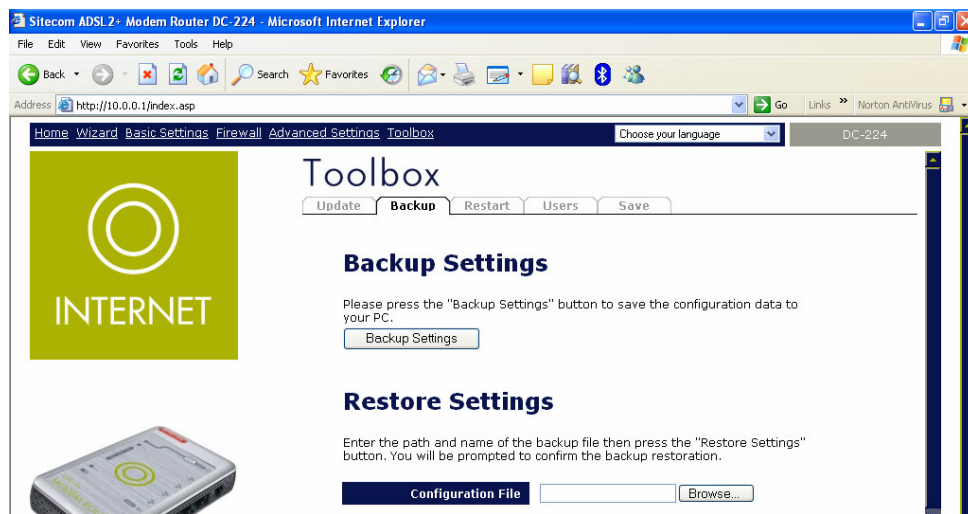 Sitecom ADSL2+ Modem Router DC-224 - Microsoft Internet Explorer
File Edit View Favorites Tools Help
Back Search Favorites
Address http://10.0.0.1/index.asp Go Links » Norton AntiVirus
Home Wizard Basic Settings Firewall Advanced Settings Toolbox Choose your language DC-224
Toolbox
Update Backup Restart Users Save
INTERNET
Backup Settings
Please press the "Backup Settings" button to save the configuration data to
your PC.
Backup Settings
Restore Settings
Enter the path and name of the backup file then press the "Restore Settings"
button. You will be prompted to confirm the backup restoration.
Configuration File Browse...